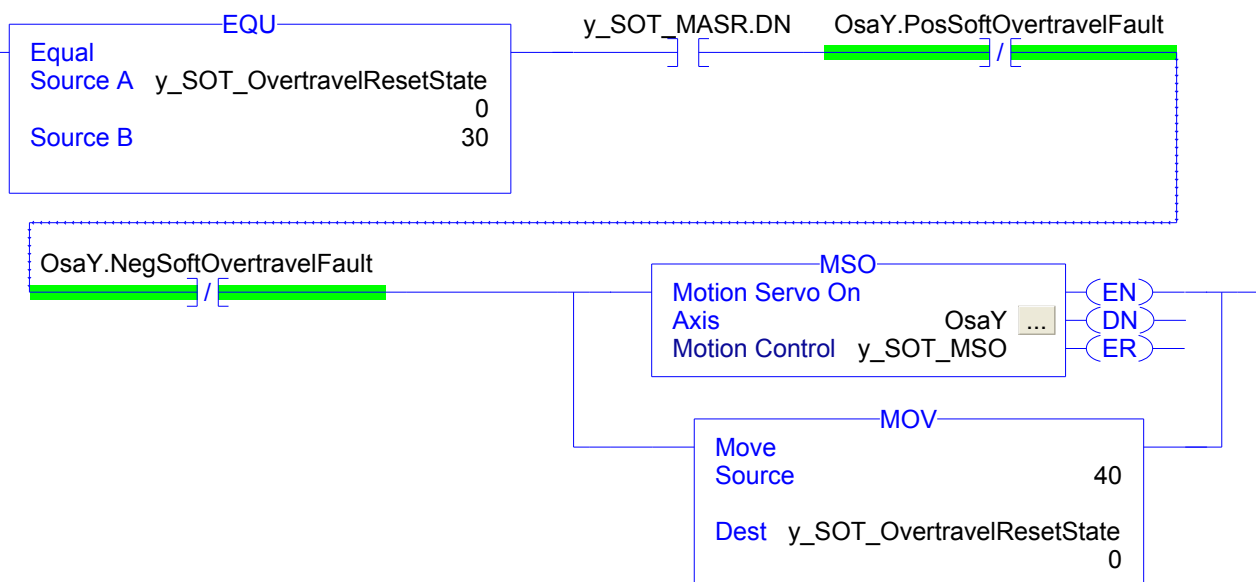 EQU
Equal
Source A y_SOT_OvertravelResetState
0
Source B 30
y_SOT_MASR.DN
OsaY.PosSoftOvertravelFault
/
OsaY.NegSoftOvertravelFault
/
MSO
Motion Servo On
Axis OsaY ...
Motion Control y_SOT_MSO
EN
DN
ER
MOV
Move
Source 40
Dest y_SOT_OvertravelResetState
0